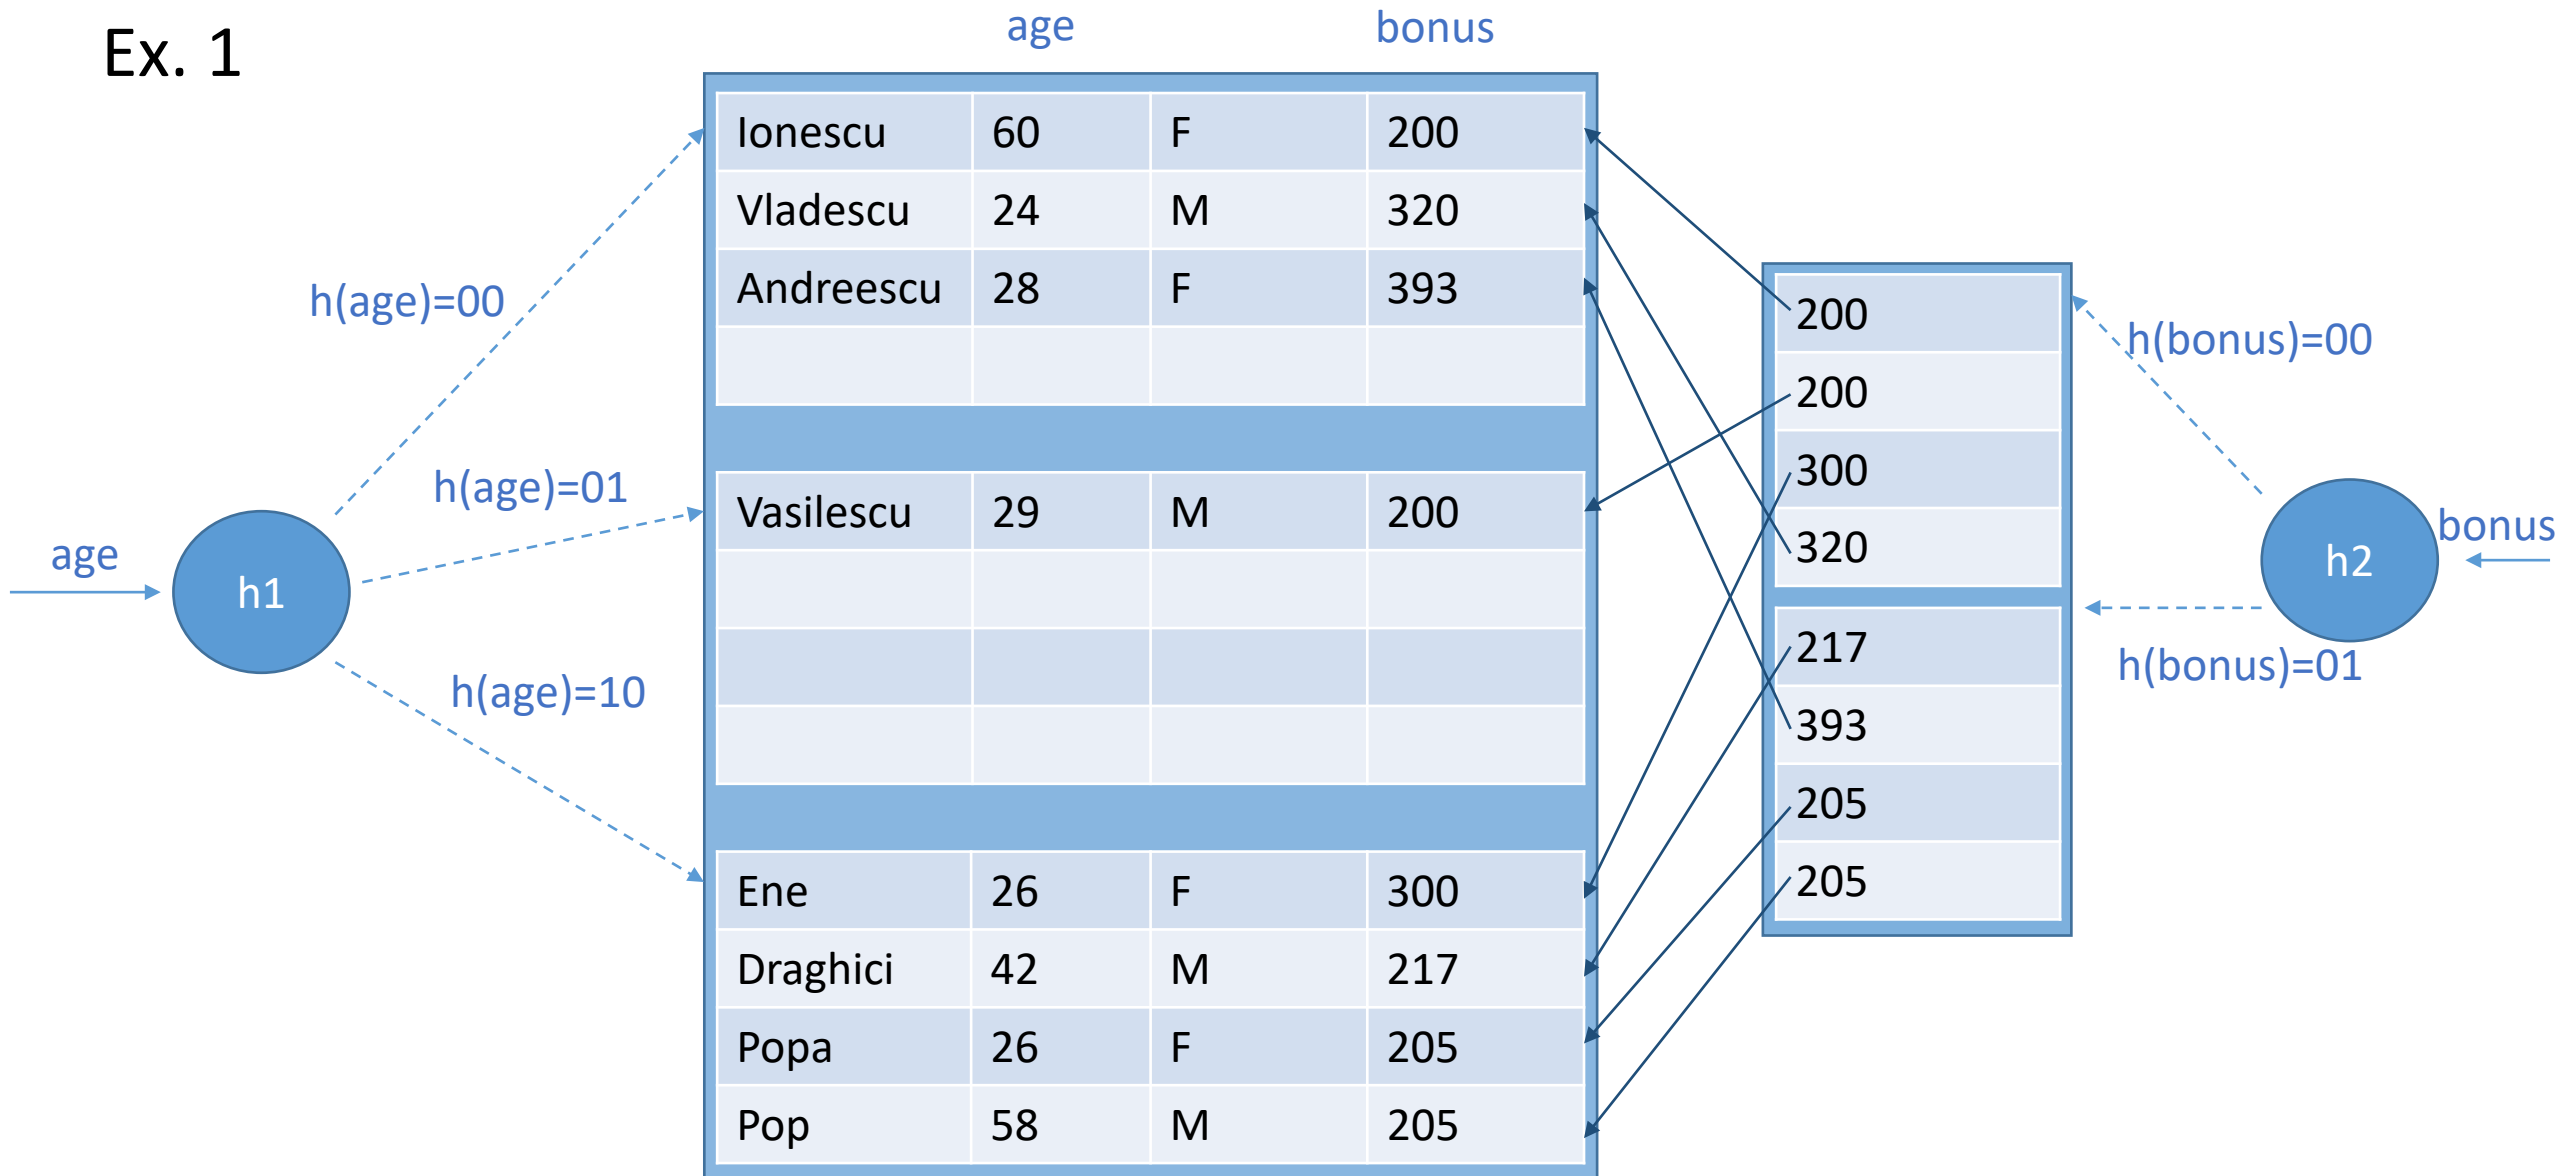 Ex. 1
age bonus
Ionescu 60 F 200
Vladescu 24 M 320
Andreescu 28 F 393
Vasilescu 29 M 200
Ene 26 F 300
Draghici 42 M 217
Popa 26 F 205
Pop 58 M 205
h(age)=00
h(age)=01
h(age)=10
age
h1
200
200
300
320
217
393
205
205
h(bonus)=00
h(bonus)=01
h2
bonus